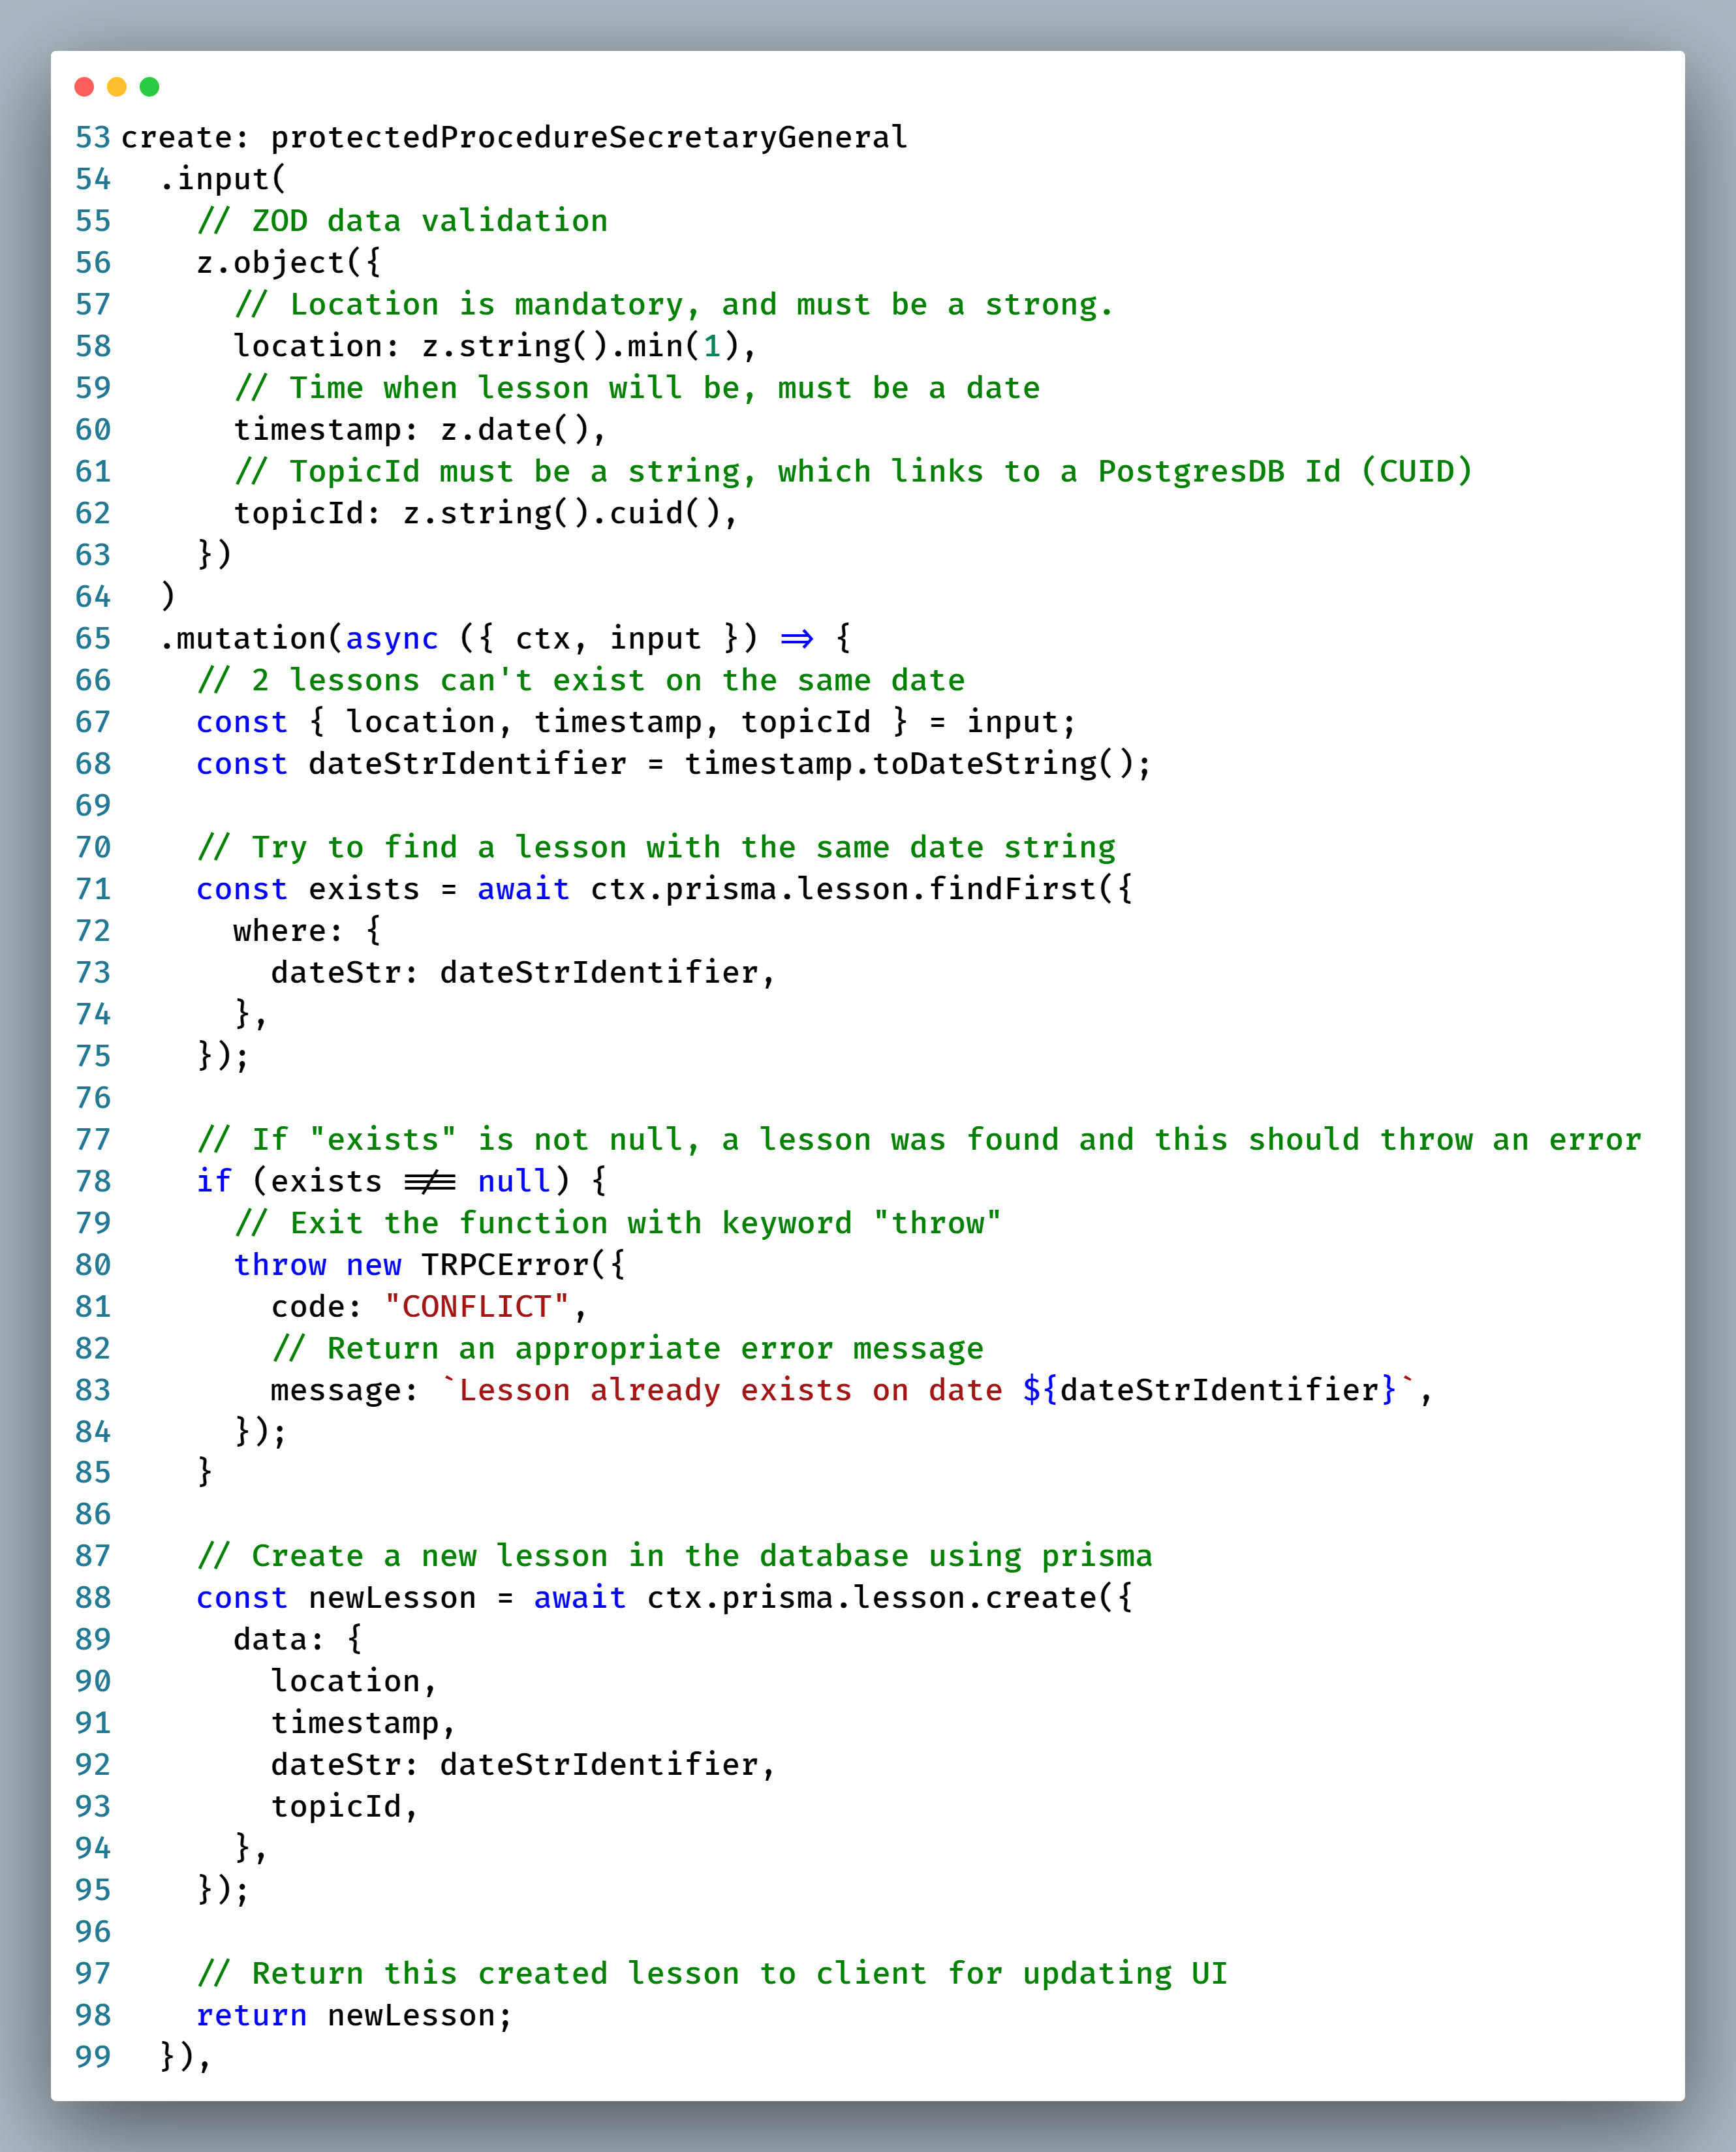 53 create: protectedProcedureSecretaryGeneral
54   .input(
55     // ZOD data validation
56     z.object({
57       // Location is mandatory, and must be a strong.
58       location: z.string().min(1),
59       // Time when lesson will be, must be a date
60       timestamp: z.date(),
61       // TopicId must be a string, which links to a PostgresDB Id (CUID)
62       topicId: z.string().cuid(),
63     })
64   )
65   .mutation(async ({ ctx, input }) => {
66     // 2 lessons can't exist on the same date
67     const { location, timestamp, topicId } = input;
68     const dateStrIdentifier = timestamp.toDateString();
69
70     // Try to find a lesson with the same date string
71     const exists = await ctx.prisma.lesson.findFirst({
72       where: {
73         dateStr: dateStrIdentifier,
74       },
75     });
76
77     // If "exists" is not null, a lesson was found and this should throw an error
78     if (exists !== null) {
79       // Exit the function with keyword "throw"
80       throw new TRPCError({
81         code: "CONFLICT",
82         // Return an appropriate error message
83         message: `Lesson already exists on date ${dateStrIdentifier}`,
84       });
85     }
86
87     // Create a new lesson in the database using prisma
88     const newLesson = await ctx.prisma.lesson.create({
89       data: {
90         location,
91         timestamp,
92         dateStr: dateStrIdentifier,
93         topicId,
94       },
95     });
96
97     // Return this created lesson to client for updating UI
98     return newLesson;
99   }),